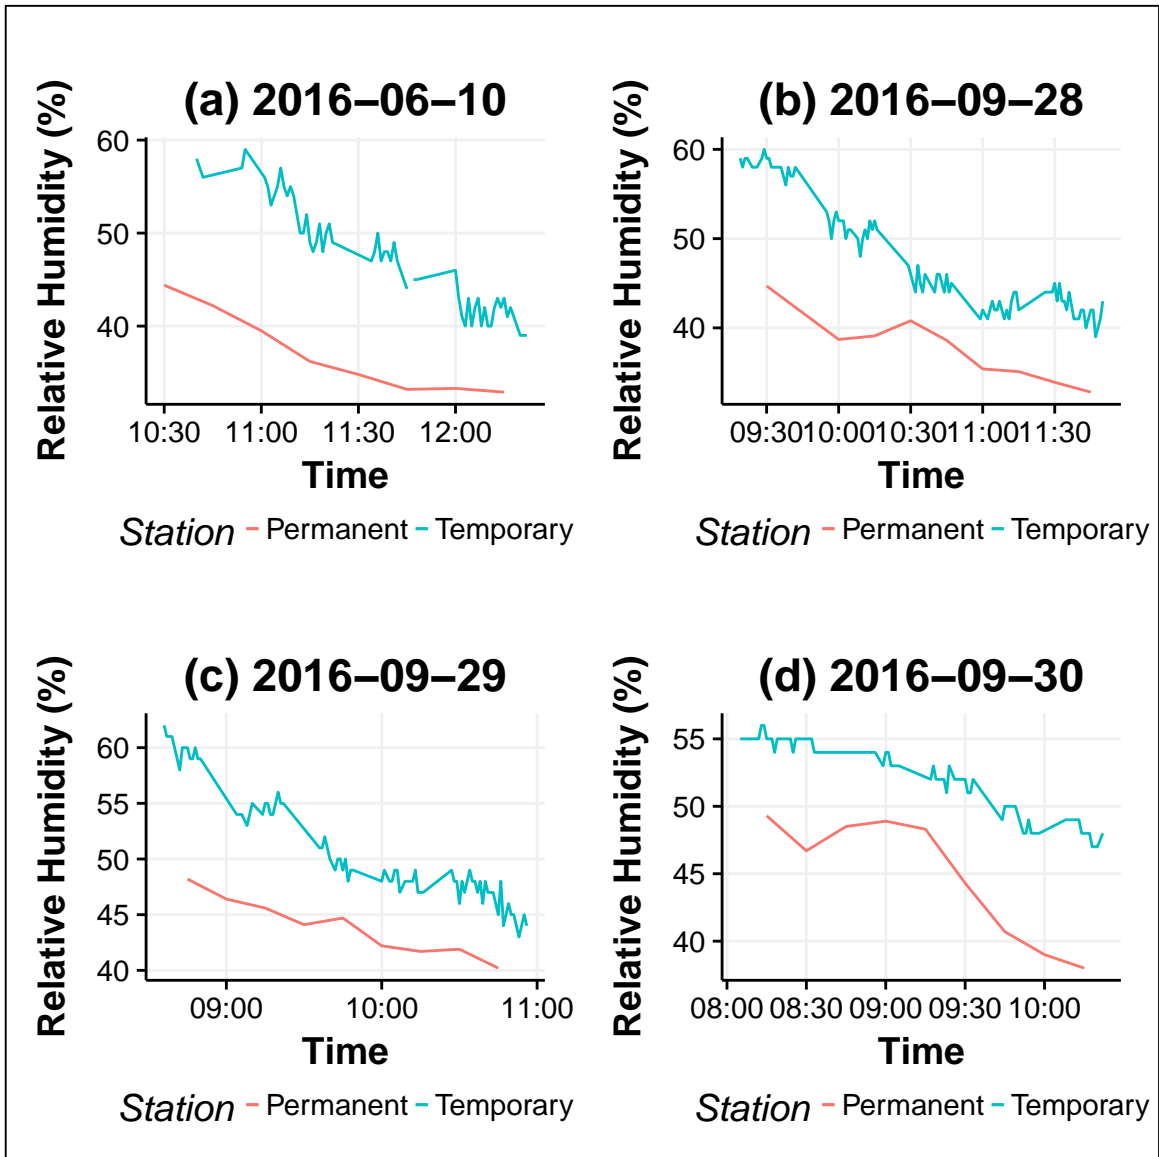 (a) 2016–06–10
Relative Humidity (%)
60
50
40
10:30 11:00 11:30 12:00
Time
Station Permanent Temporary
(b) 2016–09–28
Relative Humidity (%)
60
50
40
09:30 10:00 10:30 11:00 11:30
Time
Station Permanent Temporary
(c) 2016–09–29
Relative Humidity (%)
60
55
50
45
40
09:00 10:00 11:00
Time
Station Permanent Temporary
(d) 2016–09–30
Relative Humidity (%)
55
50
45
40
08:00 08:30 09:00 09:30 10:00
Time
Station Permanent Temporary